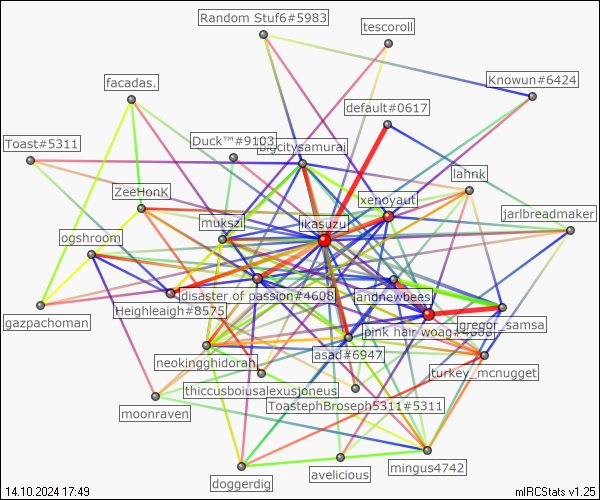 Random Stuf6#5983
tescoroll
facadas.
Knowun#6424
default#0617
Toast#5311
Duck™#9103
bigcitysamurai
lahnk
ZeeHonK
xenoyaut
mukszi
ikasuzu
jarlbreadmaker
ogshroom
disaster of passion#4608
landnewbees
Heighleaigh#8575
gazpachoman
gregor_samsa
pink hair woag
neokingghidorah
asad#6947
turkey_mcnugget
thiccusboiusalexusjoneus
ToastephBroseph5311#5311
moonraven
mingus4742
avelicious
doggerdig
14.10.2024 17:49
mIRCStats v1.25